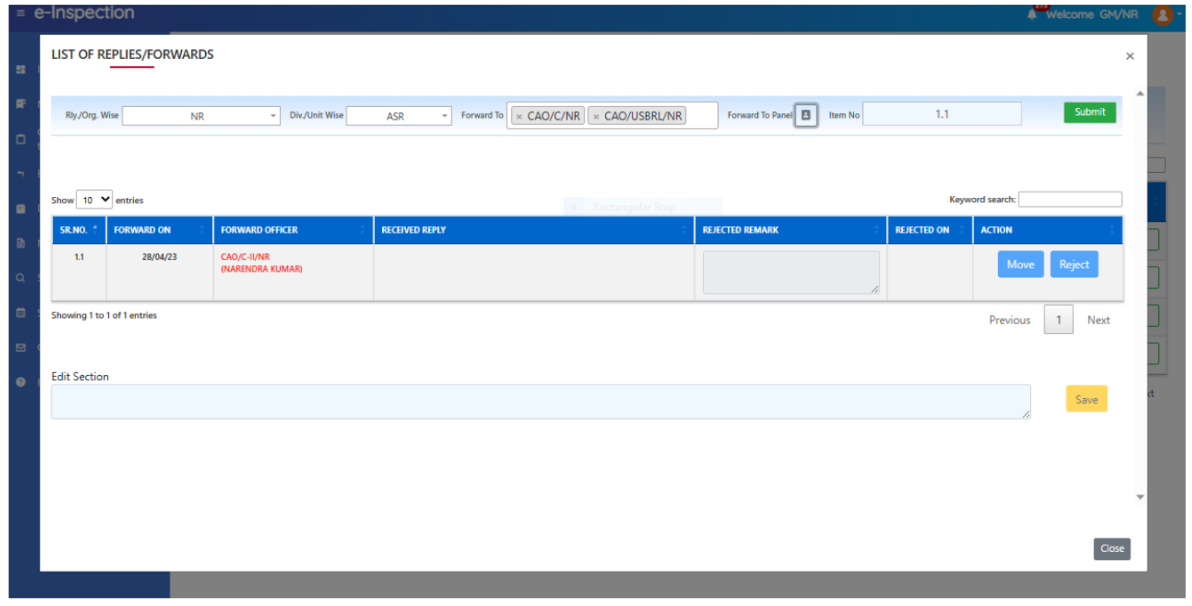 e-Inspection
Welcome GM/NR
LIST OF REPLIES/FORWARDS
×
Rly./Org. Wise NR Div./Unit Wise ASR Forward To × CAO/C/NR × CAO/USBRL/NR Forward To Panel Item No 1.1 Submit
Show 10 entries Keyword search:
Rectangular Snip
SR.NO. FORWARD ON FORWARD OFFICER RECEIVED REPLY REJECTED REMARK REJECTED ON ACTION
1.1 28/04/23 CAO/C-II/NR
(NARENDRA KUMAR)
Move Reject
Showing 1 to 1 of 1 entries
Previous 1 Next
Edit Section
Save
Close